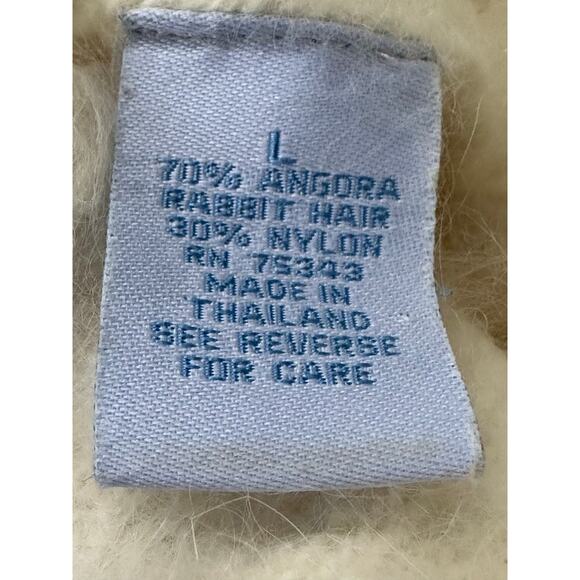 L
70% ANGORA
RABBIT HAIR
30% NYLON
RN 75343
MADE IN
THAILAND
SEE REVERSE
FOR CARE